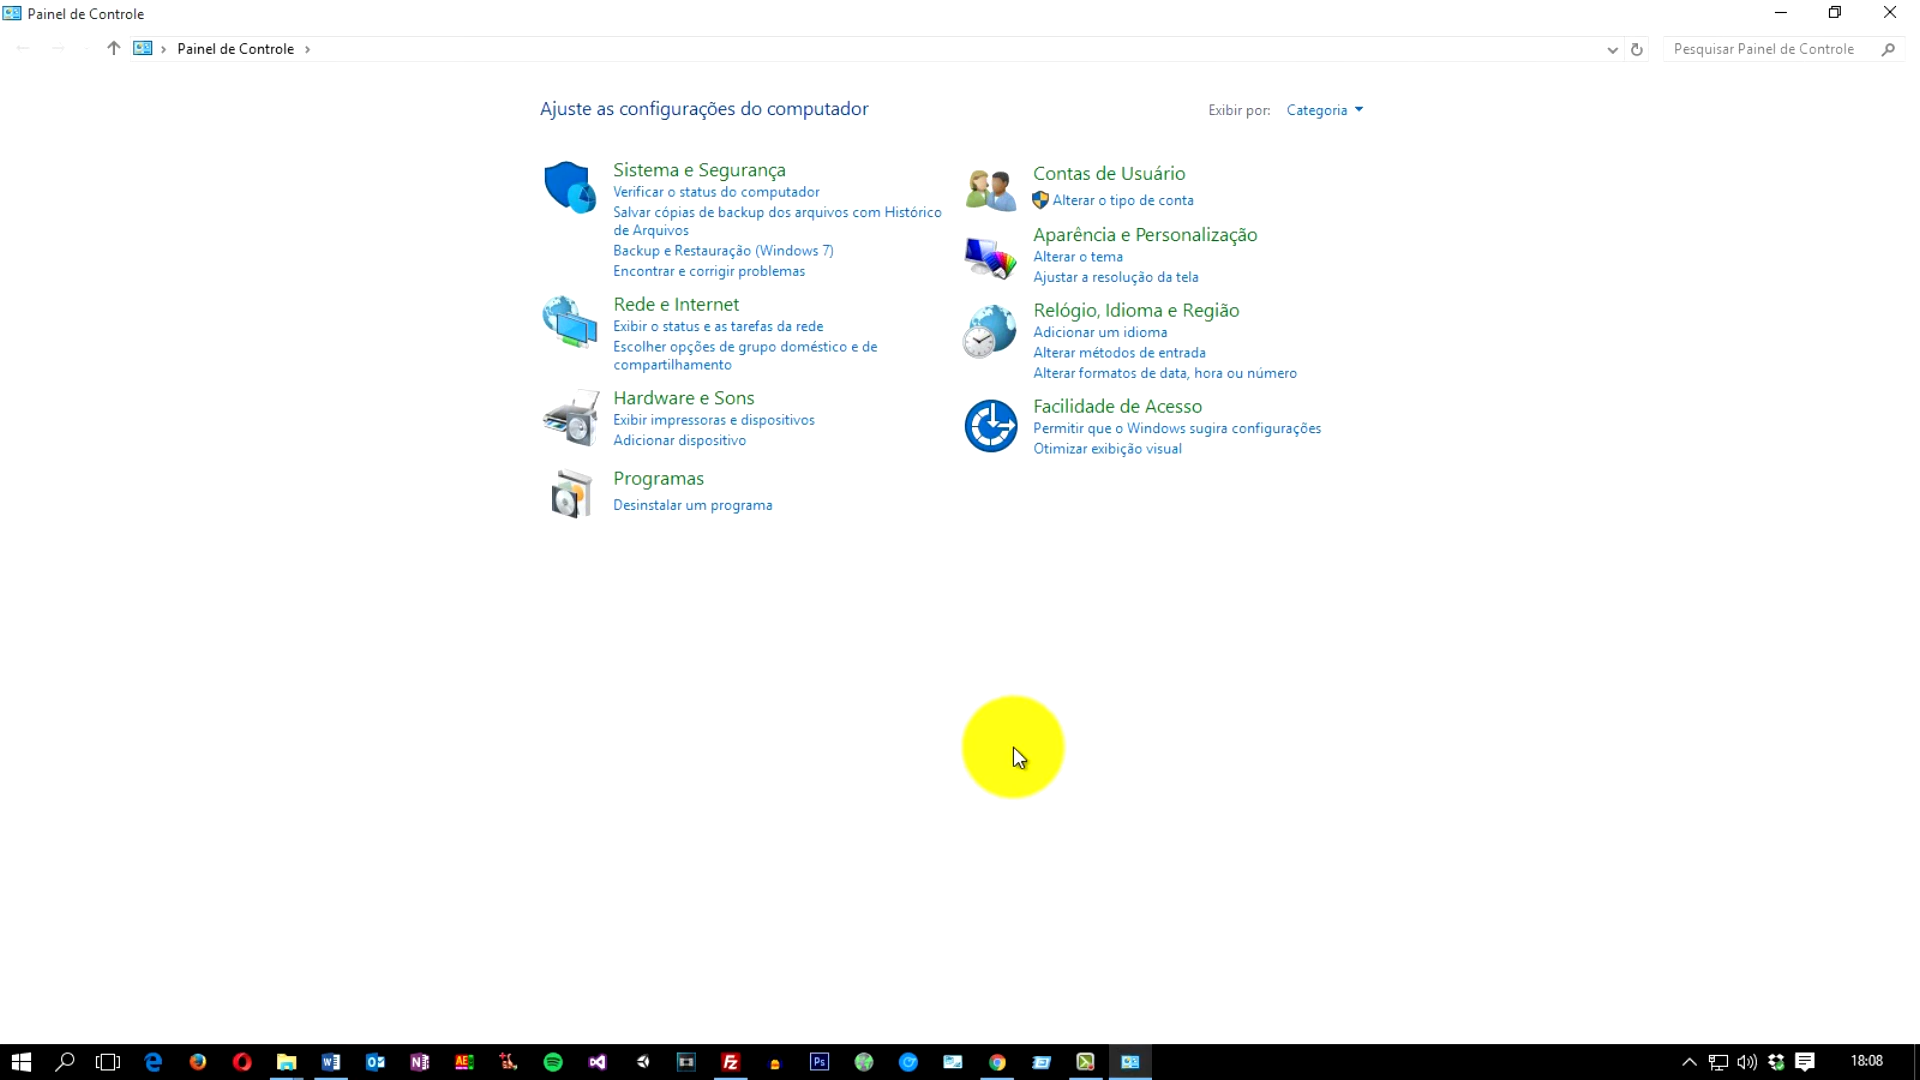 Painel de Controle
Painel de Controle
Pesquisar Painel de Controle
Ajuste as configurações do computador
Exibir por: Categoria
Sistema e Segurança
Verificar o status do computador
Salvar cópias de backup dos arquivos com Histórico
de Arquivos
Backup e Restauração (Windows 7)
Encontrar e corrigir problemas
Rede e Internet
Exibir o status e as tarefas da rede
Escolher opções de grupo doméstico e de
compartilhamento
Hardware e Sons
Exibir impressoras e dispositivos
Adicionar dispositivo
Programas
Desinstalar um programa
Contas de Usuário
Alterar o tipo de conta
Aparência e Personalização
Alterar o tema
Ajustar a resolução da tela
Relógio, Idioma e Região
Adicionar um idioma
Alterar métodos de entrada
Alterar formatos de data, hora ou número
Facilidade de Acesso
Permitir que o Windows sugira configurações
Otimizar exibição visual
18:08